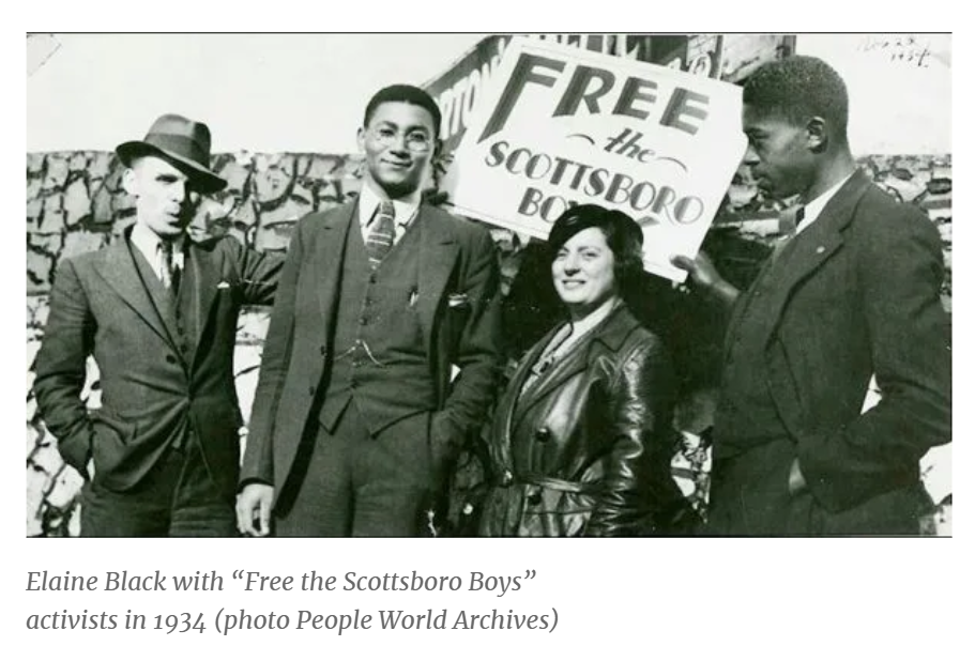 FREE
the
SCOTTSBORO
Elaine Black with “Free the Scottsboro Boys”
activists in 1934 (photo People World Archives)